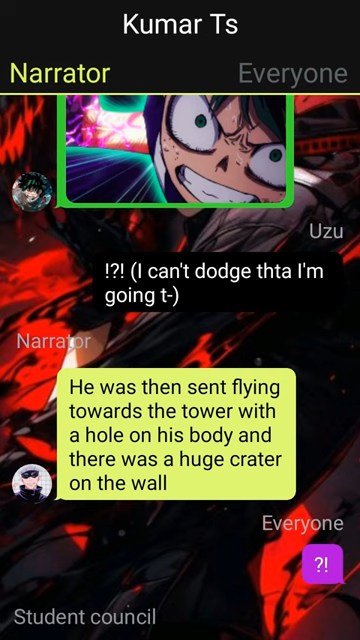 Kumar Ts
Narrator
Everyone
Uzu
!?! (I can't dodge thta I'm
going t-)
Narrator
He was then sent flying
towards the tower with
a hole on his body and
there was a huge crater
on the wall
Everyone
?!
Student council